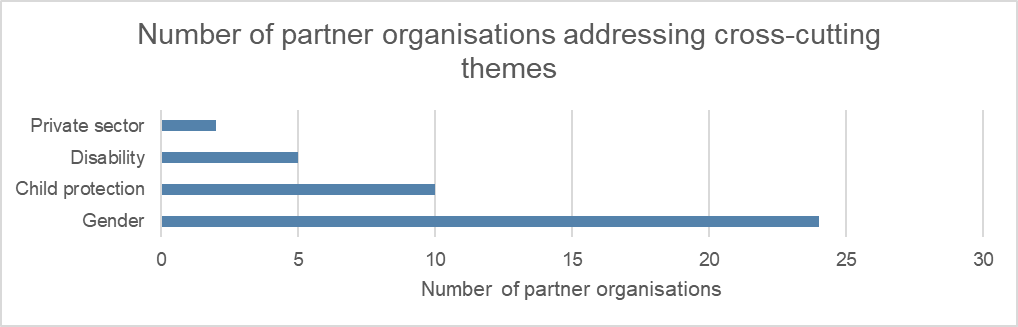 Number of partner organisations addressing cross-cutting
themes
Private sector
Disability
Child protection
Gender
0 5 10 15 20 25 30
Number of partner organisations